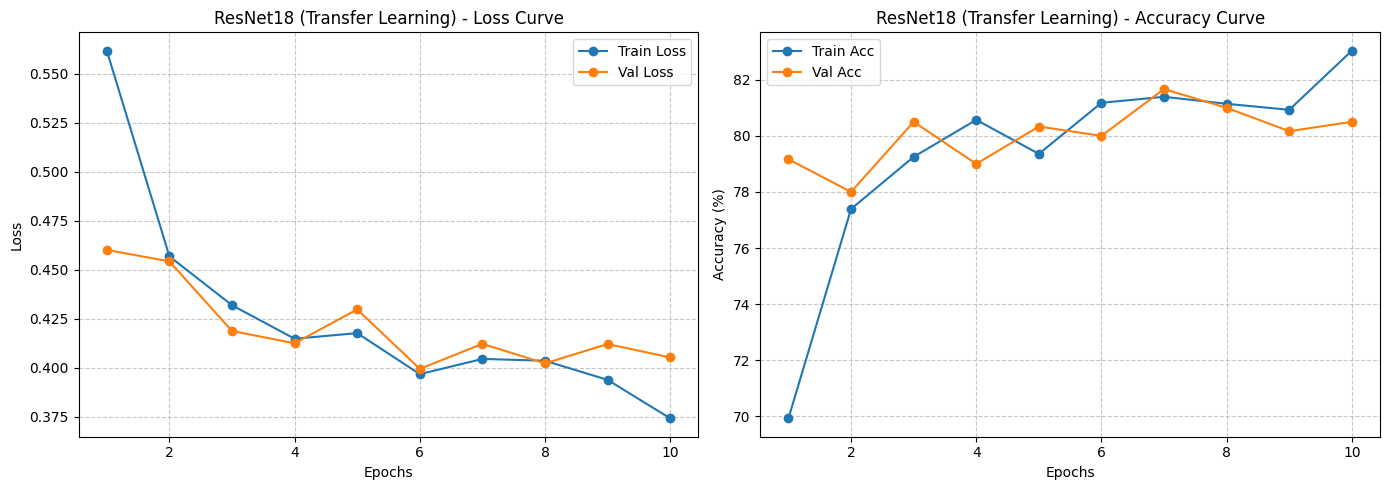 ResNet18 (Transfer Learning) - Loss Curve
Train Loss
Val Loss
0.550
0.525
0.500
0.475
0.450
0.425
0.400
0.375
Loss
2 4 6 8 10
Epochs
ResNet18 (Transfer Learning) - Accuracy Curve
Train Acc
Val Acc
82
80
78
76
74
72
70
Accuracy (%)
2 4 6 8 10
Epochs